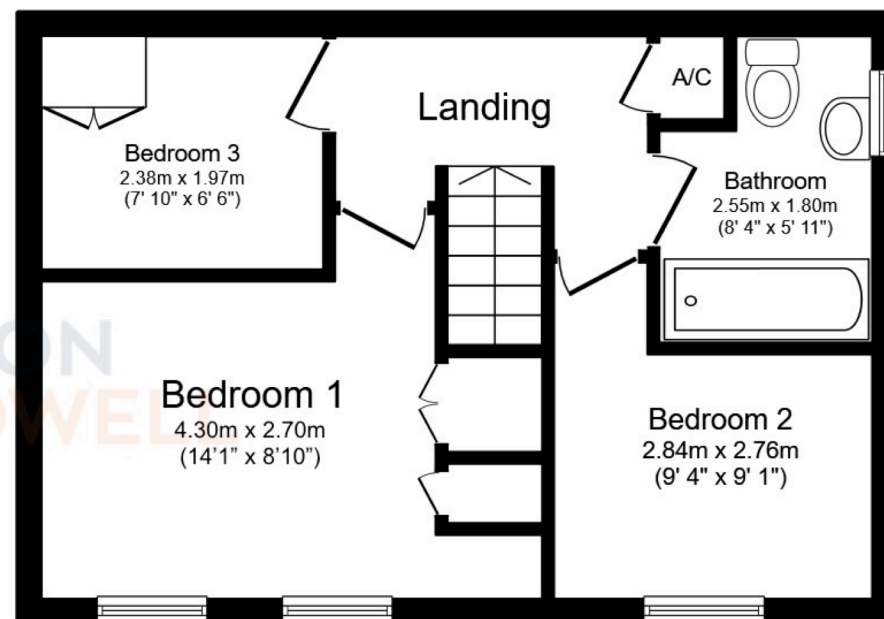 Landing
A/C
Bedroom 3
2.38m x 1.97m
(7' 10" x 6' 6")
Bathroom
2.55m x 1.80m
(8' 4" x 5' 11")
ON
OWELL
Bedroom 1
4.30m x 2.70m
(14’1” x 8’10”)
Bedroom 2
2.84m x 2.76m
(9' 4" x 9' 1")